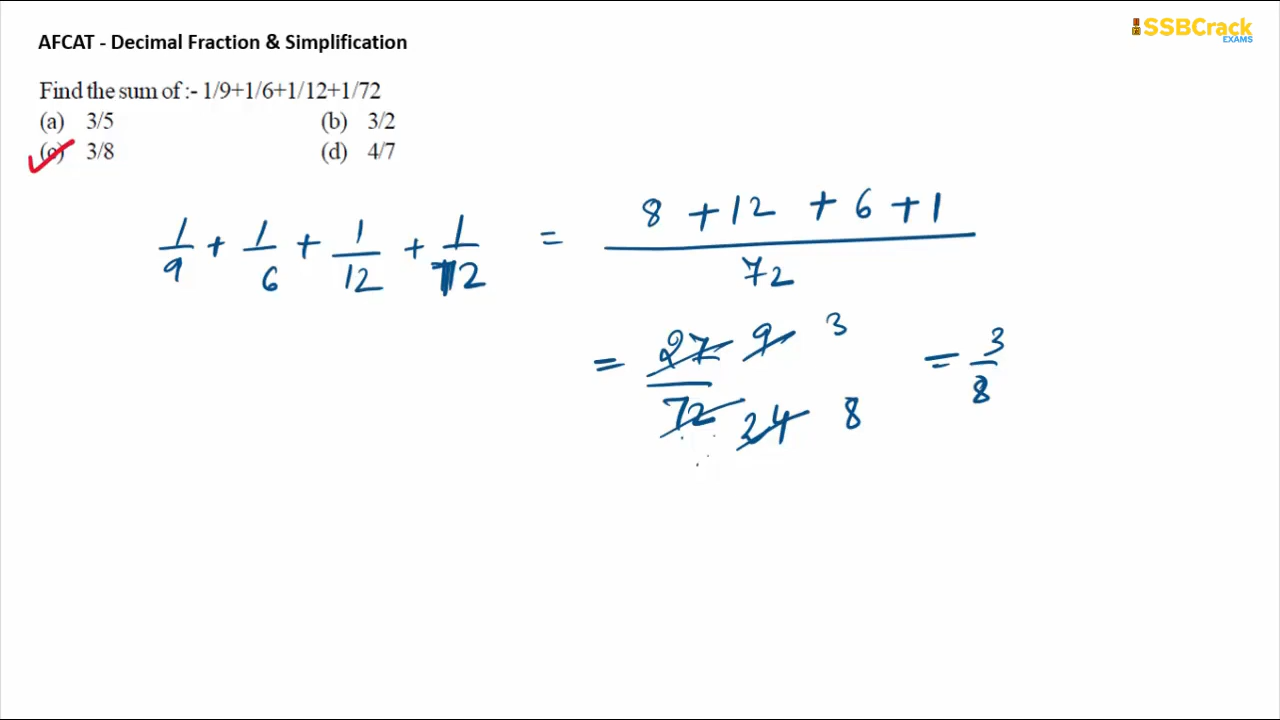 SSBCrack
EXAMS
AFCAT - Decimal Fraction & Simplification
Find the sum of :- 1/9+1/6+1/12+1/72
(a) 3/5 (b) 3/2
(c) 3/8 (d) 4/7
1/9 + 1/6 + 1/12 + 1/72 = 8 + 12 + 6 + 1 / 72
= 27/72 9/24 3/8 = 3/8